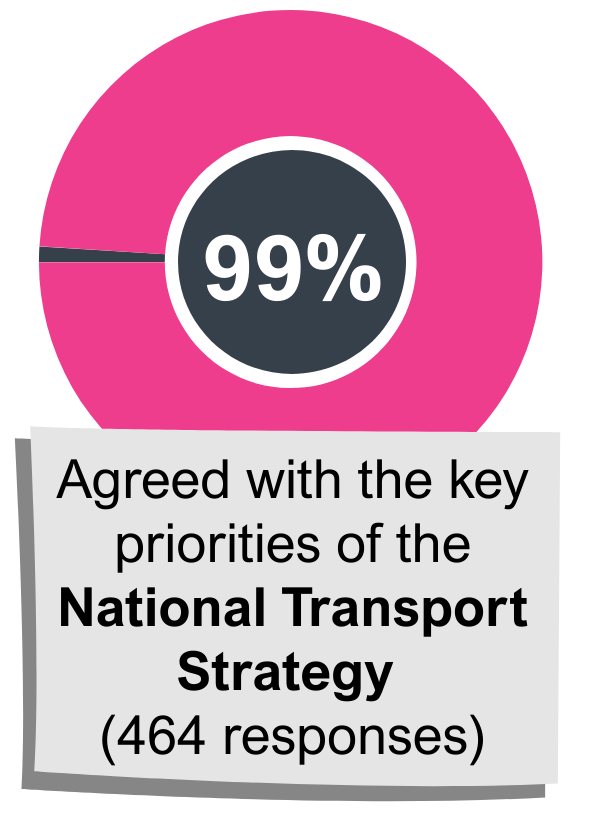 99%
Agreed with the key
priorities of the
National Transport
Strategy
(464 responses)